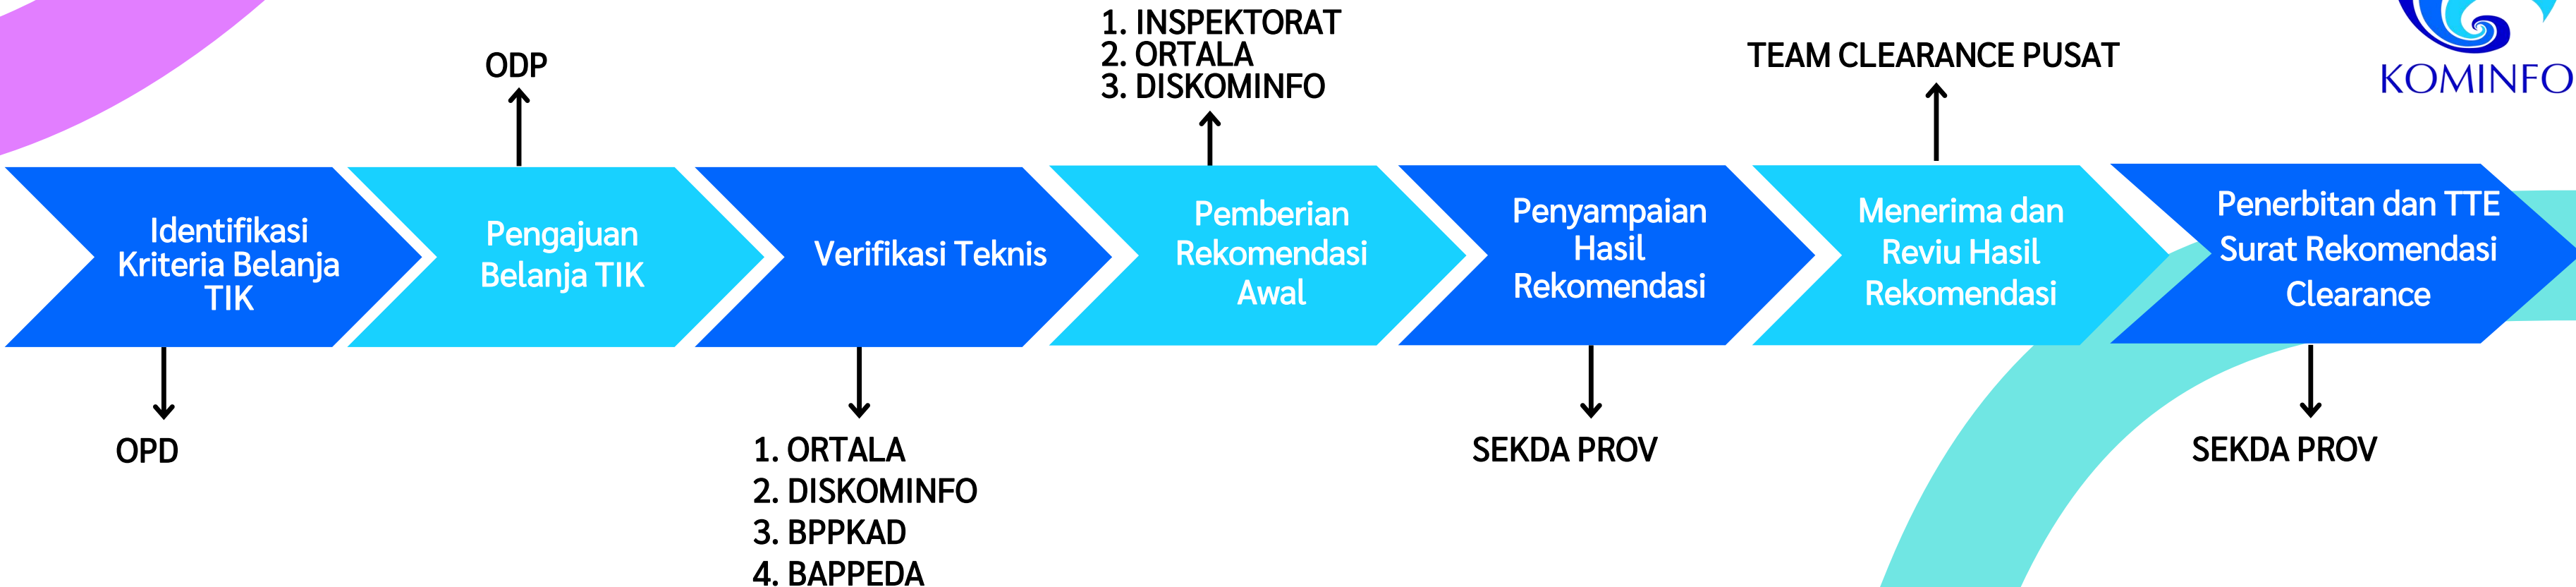 1. INSPEKTORAT
2. ORTALA
3. DISKOMINFO
ODP
TEAM CLEARANCE PUSAT
KOMINFO
Identifikasi
Kriteria Belanja
TIK
Pengajuan
Belanja TIK
Verifikasi Teknis
Pemberian
Rekomendasi
Awal
Penyampaian
Hasil
Rekomendasi
Menerima dan
Reviu Hasil
Rekomendasi
Penerbitan dan TTE
Surat Rekomendasi
Clearance
OPD
1. ORTALA
2. DISKOMINFO
3. BPPKAD
4. BAPPEDA
SEKDA PROV
SEKDA PROV